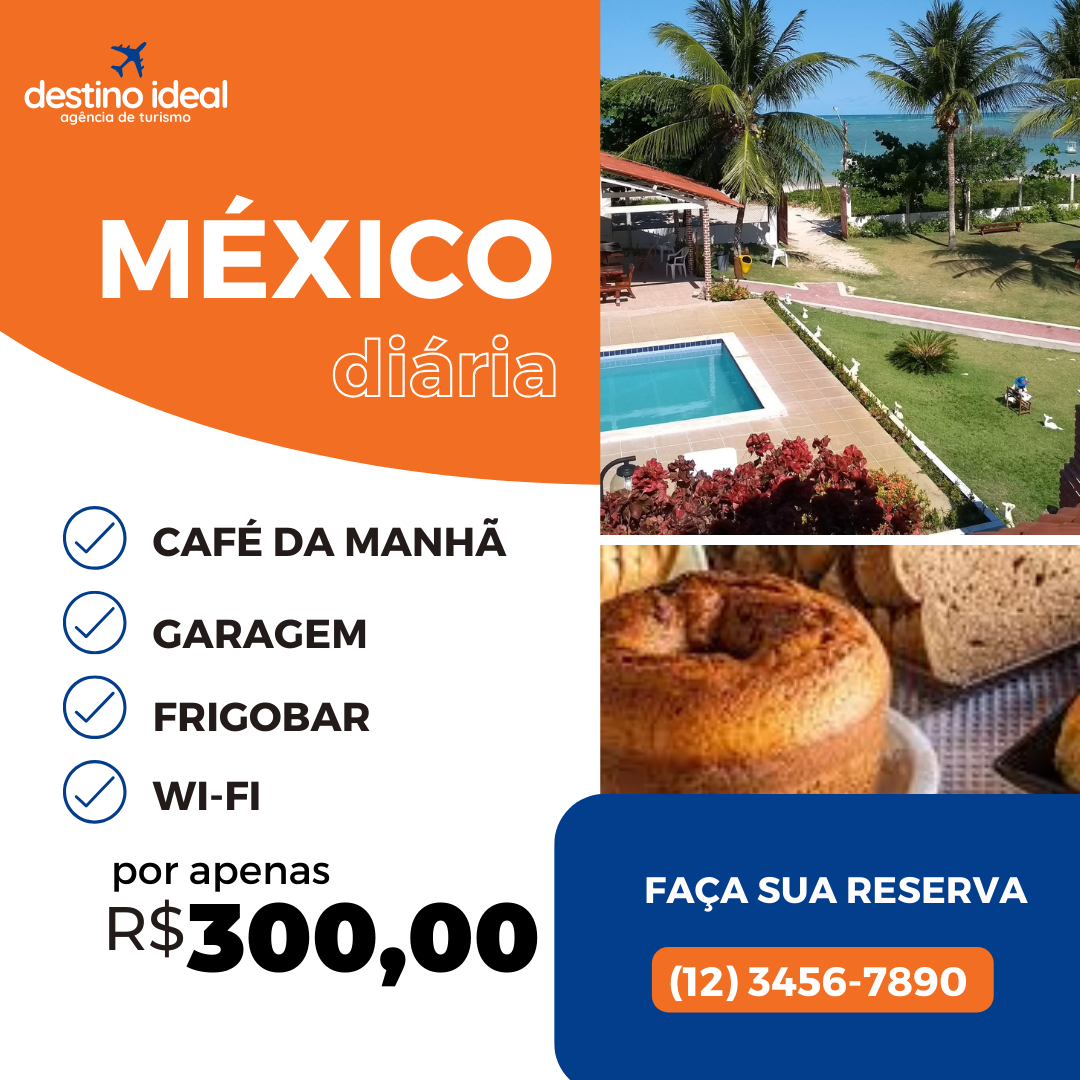 destino ideal
agência de turismo
MÉXICO
diária
CAFÉ DA MANHÃ
GARAGEM
FRIGOBAR
WI-FI
por apenas
R$300,00
FAÇA SUA RESERVA
(12) 3456-7890